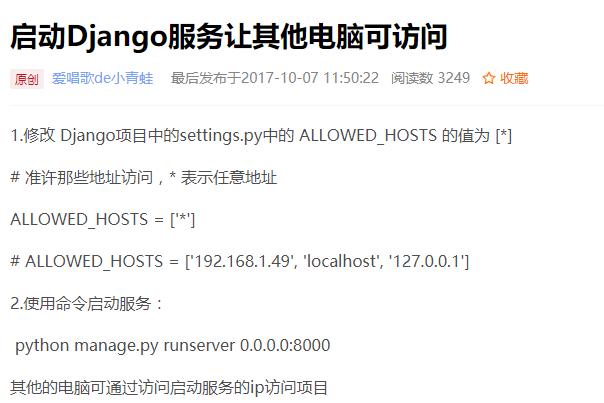 启动Django服务让其他电脑可访问
原创 爱唱歌de小青蛙 最后发布于2017-10-07 11:50:22 阅读数 3249 收藏
1.修改 Django项目中的settings.py中的 ALLOWED_HOSTS 的值为 [*]
# 准许那些地址访问，* 表示任意地址
ALLOWED_HOSTS = ['*']
# ALLOWED_HOSTS = ['192.168.1.49', 'localhost', '127.0.0.1']
2.使用命令启动服务：
python manage.py runserver 0.0.0.0:8000
其他的电脑可通过访问启动服务的ip访问项目